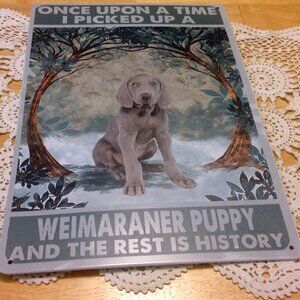 ONCE UPON A TIME
I PICKED UP A
WEIMARANER PUPPY
AND THE REST IS HISTORY